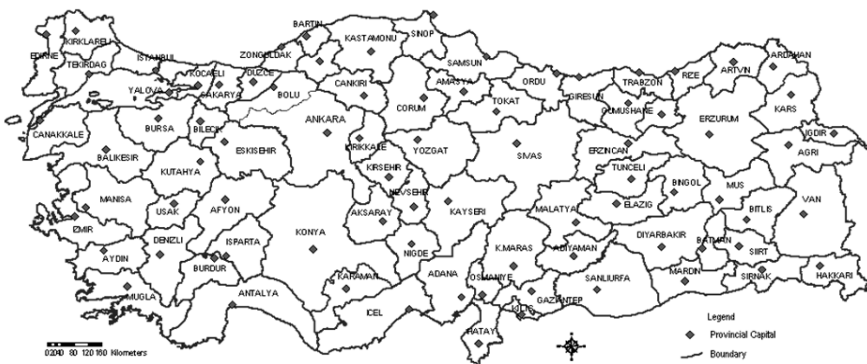 BARTIN
SINOP
KIRKLARELI
KASTAMONU
EDIRNE
ISTANBUL
ZONGULDAK
SAMSUN
ARDAHAN
TEKIRDAG
KOCAELI
DUZCE
CANKIRI
AMASYA
ORDU
TRABZON
RIZE
ARTVIN
YALOVA
SAKARYA
BOLU
CORUM
TOKAT
GIRESUN
GUMUSHANE
KARS
CANAKKALE
BURSA
BILECIK
ANKARA
ERZURUM
IGDIR
BALIKESIR
ESKISEHIR
KIRIKKALE
YOZGAT
SIVAS
ERZINCAN
AGRI
KUTAHYA
KIRSEHIR
TUNCELI
BINGOL
MUS
VAN
MANISA
USAK
AFYON
NEVSEHIR
AKSARAY
KAYSERI
MALATYA
ELAZIG
BITLIS
IZMIR
DENIZLI
ISPARTA
KONYA
DIYARBAKIR
BATMAN
SIIRT
AYDIN
BURDUR
NIGDE
K.MARAS
ADIYAMAN
MARDIN
SIRNAK
HAKKARI
MUGLA
ANTALYA
KARAMAN
ADANA
OSMANIYE
SANLIURFA
ICEL
KILIS
GAZIANTEP
HATAY
Legend
Provincial Capital
Boundary
02040 80 120 160 Kilometers